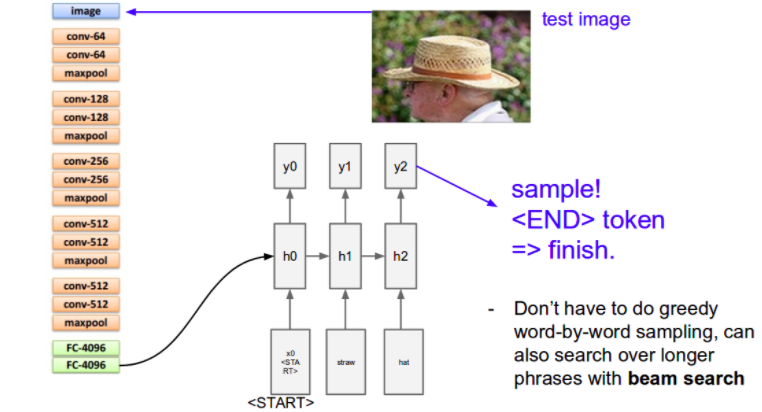 image
test image
conv-64
conv-64
maxpool
conv-128
conv-128
maxpool
conv-256
conv-256
maxpool
conv-512
conv-512
maxpool
conv-512
conv-512
maxpool
FC-4096
FC-4096
y0 y1 y2
h0 h1 h2
x0
<STA
RT>
straw
hat
<START>
sample!
<END> token
=> finish.
- Don't have to do greedy
word-by-word sampling, can
also search over longer
phrases with beam search